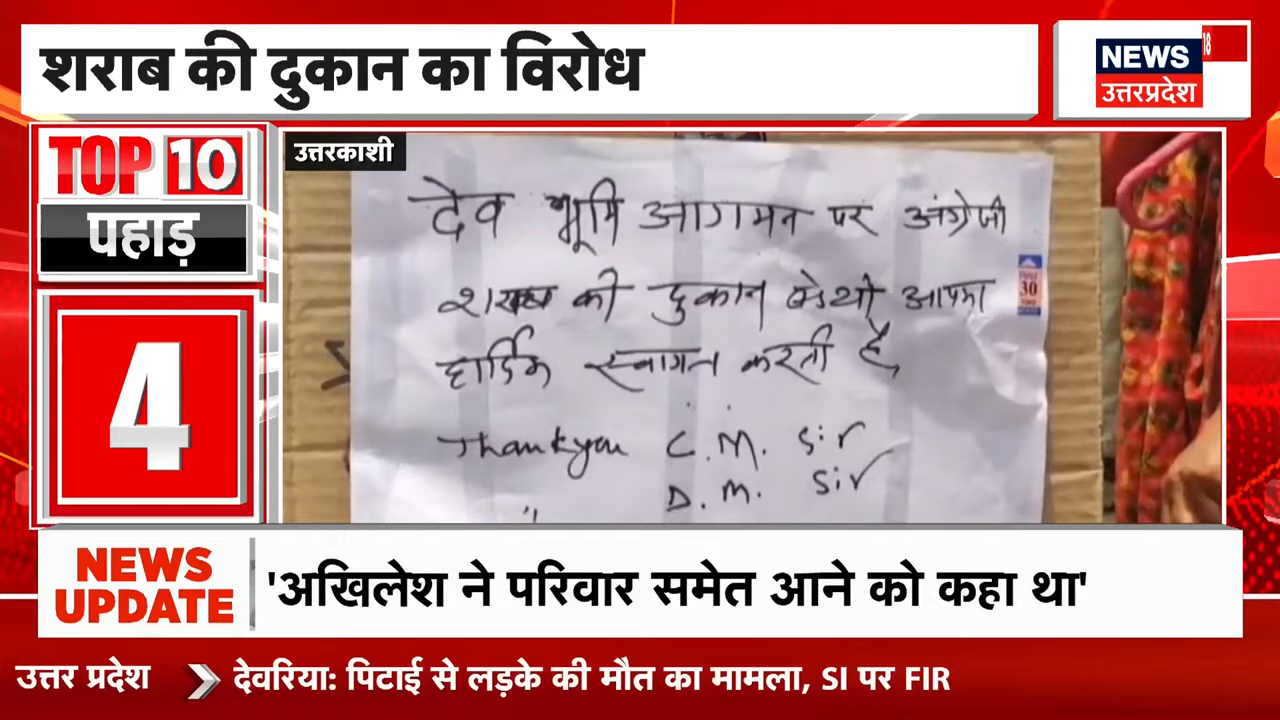 शराब की दुकान का विरोध
NEWS 18
उत्तरप्रदेश
TOP 10
पहाड़
4
उत्तरकाशी
देव भूमि आगमन पर अंग्रेजी
शराब की दुकान आपका
हार्दिक स्वागत करती है
Thankyou C.M. Sir
" D.M. Sir
30
NEWS
UPDATE
'अखिलेश ने परिवार समेत आने को कहा था'
उत्तर प्रदेश
देवरिया: पिटाई से लड़के की मौत का मामला, SI पर FIR